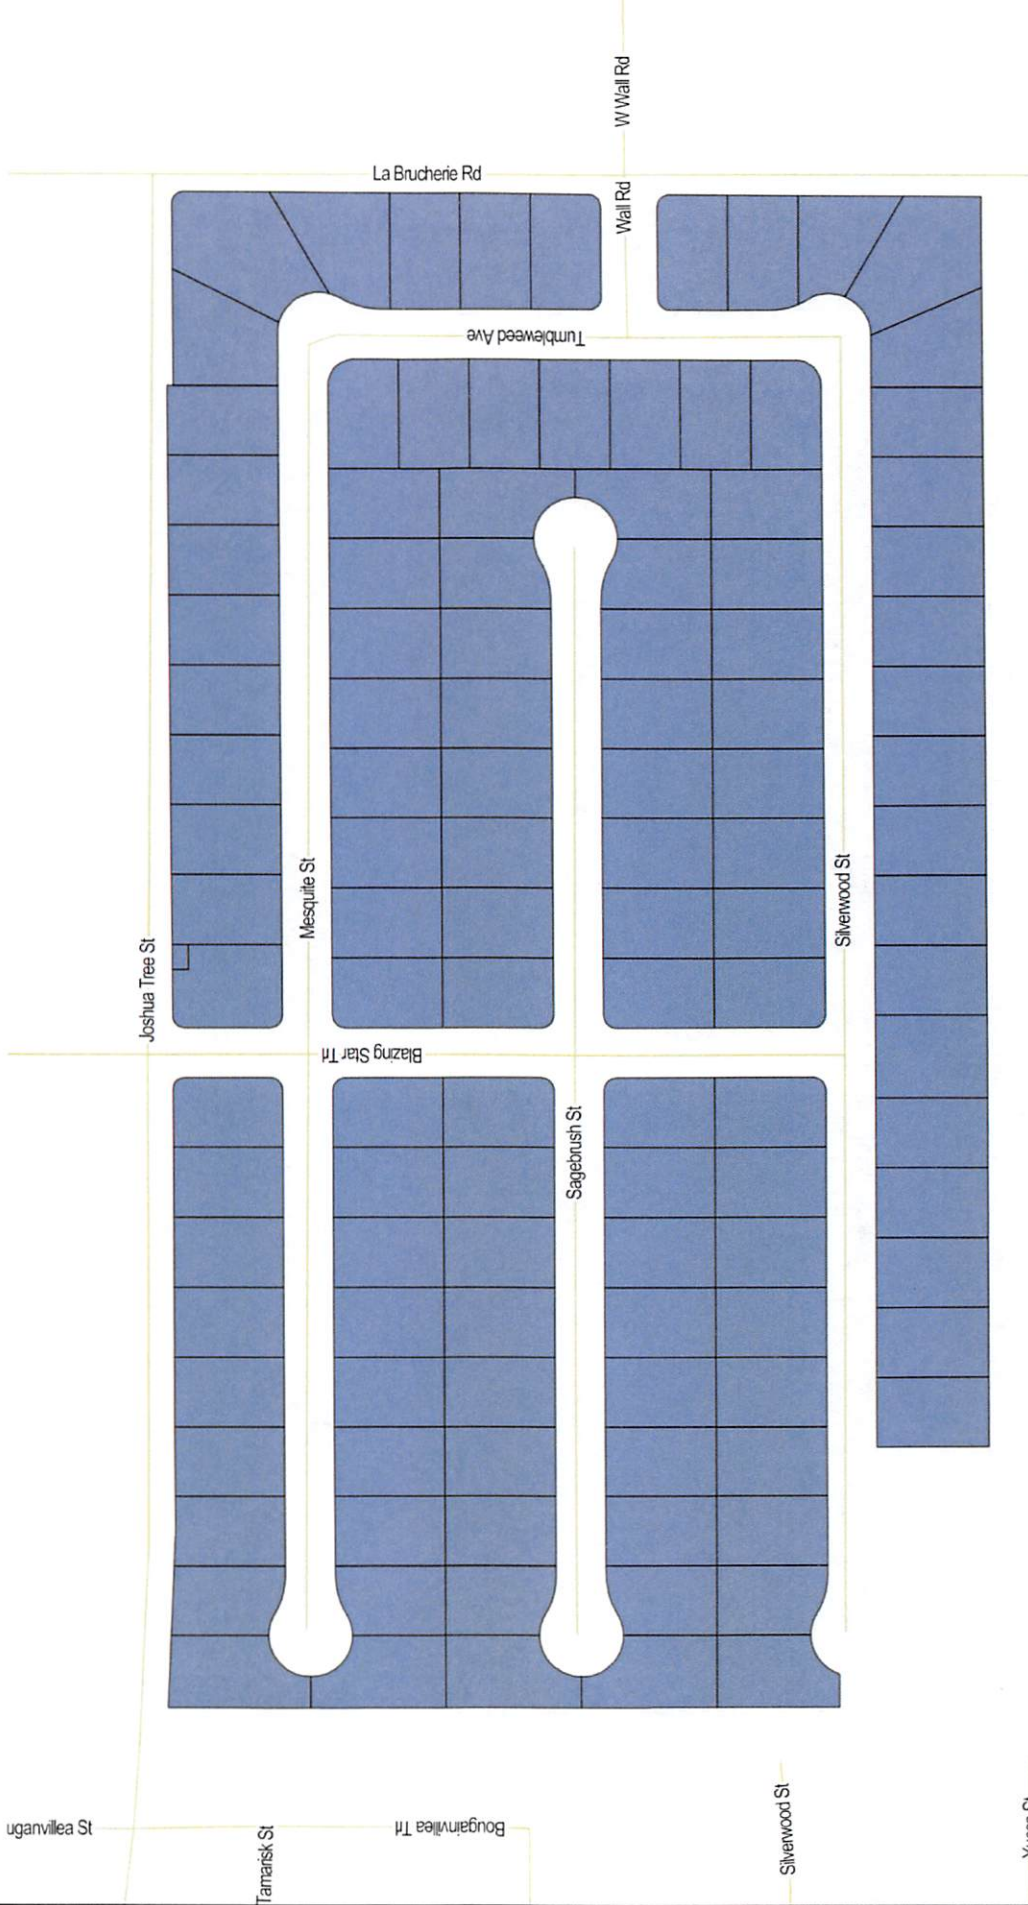 W Wall Rd
La Brucherie Rd
Wall Rd
Tumbleweed Ave
Mesquite St
Silverwood St
Joshua Tree St
Blazing Star Trl
Sagebrush St
Silverwood St
uganvillea St
Bougainvillea Trl
Tamarisk St